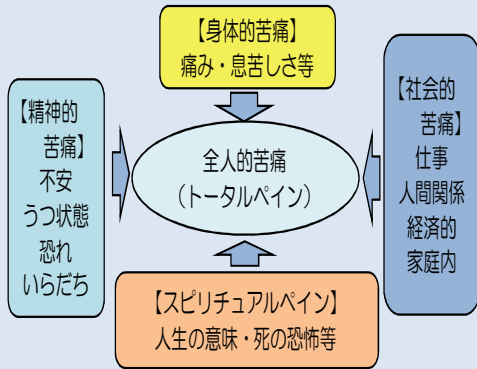 【身体的苦痛】
痛み・息苦しさ等
【精神的
苦痛】
不安
うつ状態
恐れ
いらだち
全人的苦痛
（トータルペイン）
【社会的
苦痛】
仕事
人間関係
経済的
家庭内
【スピリチュアルペイン】
人生の意味・死の恐怖等